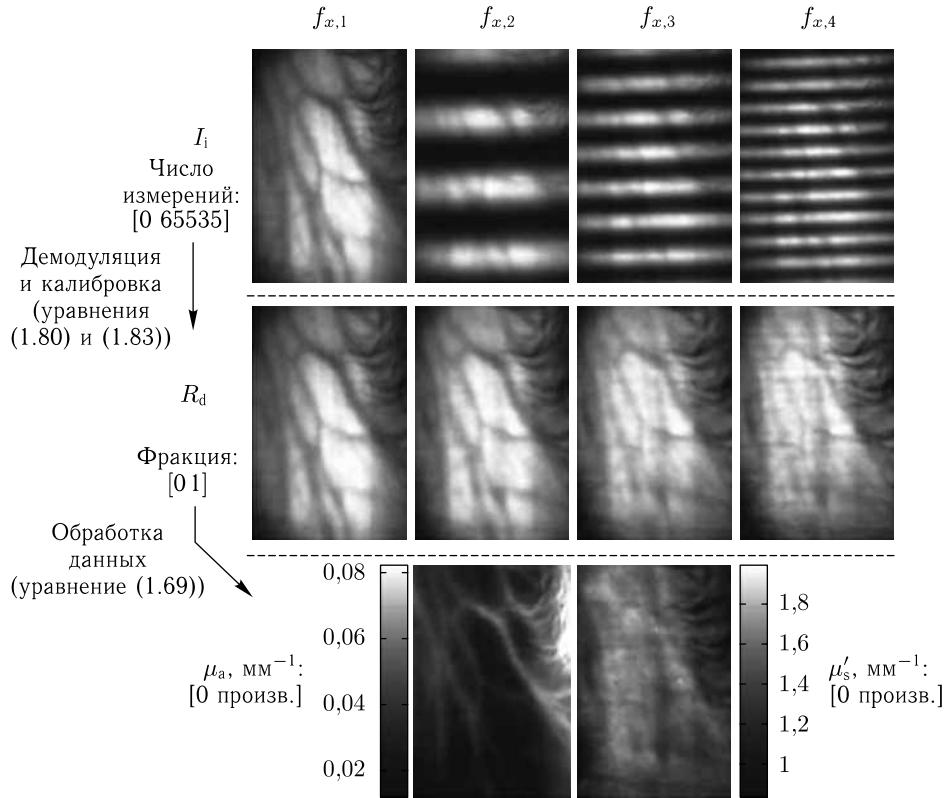 f_{x,1} f_{x,2} f_{x,3} f_{x,4}
I_i
Число
измерений:
[0 65535]
Демодуляция
и калибровка
(уравнения
(1.80) и (1.83))
R_d
Фракция:
[0 1]
Обработка
данных
(уравнение (1.69))
μ_a, мм⁻¹:
[0 произв.]
0,08
0,06
0,04
0,02
1,8
1,6
1,4
1,2
1
μ′_s, мм⁻¹:
[0 произв.]